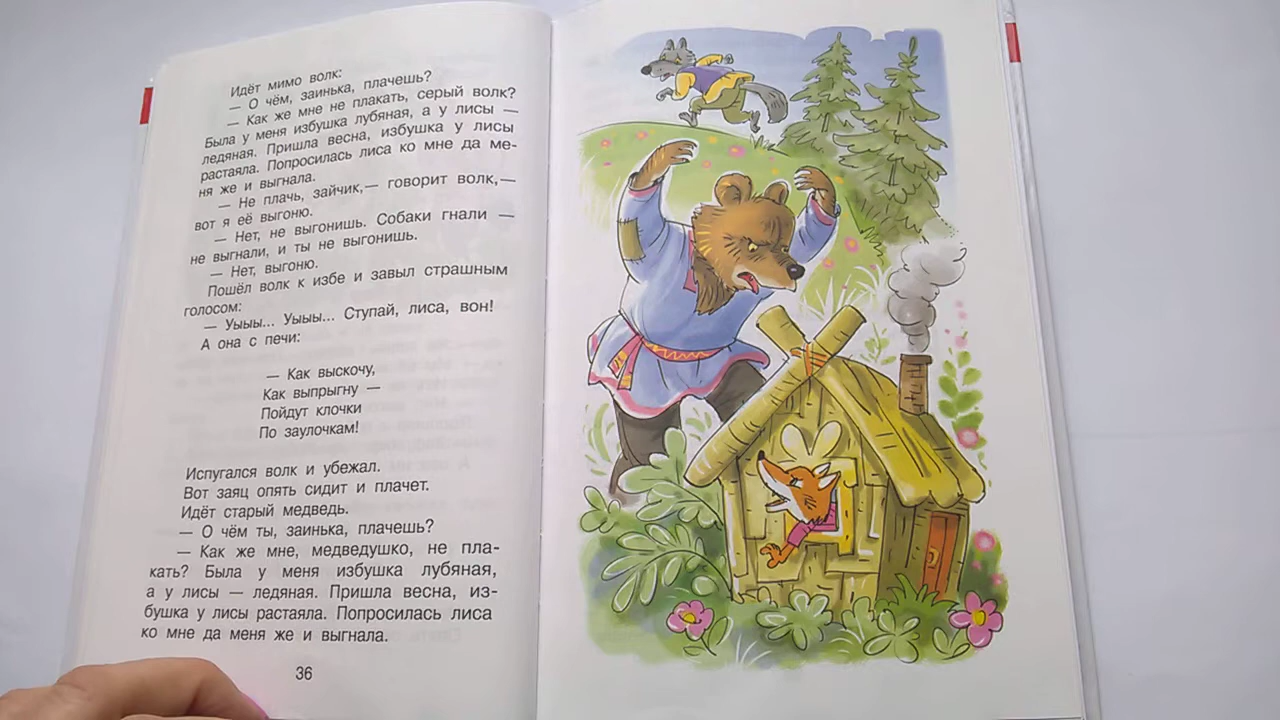 Идёт мимо волк:
— О чём, заинька, плачешь?
— Как же мне не плакать, серый волк?
Была у меня избушка лубяная, а у лисы —
ледяная. Пришла весна, избушка у лисы
растаяла. Попросилась лиса ко мне да ме-
ня же и выгнала.
— Не плачь, зайчик,— говорит волк,—
вот я её выгоню.
— Нет, не выгонишь. Собаки гнали —
не выгнали, и ты не выгонишь.
— Нет, выгоню.
Пошёл волк к избе и завыл страшным
голосом:
— Уыыы... Уыыы... Ступай, лиса, вон!
А она с печи:
— Как выскочу,
Как выпрыгну —
Пойдут клочки
По заулочкам!
Испугался волк и убежал.
Вот заяц опять сидит и плачет.
Идёт старый медведь.
— О чём ты, заинька, плачешь?
— Как же мне, медведушко, не пла-
кать? Была у меня избушка лубяная,
а у лисы — ледяная. Пришла весна, из-
бушка у лисы растаяла. Попросилась лиса
ко мне да меня же и выгнала.
36